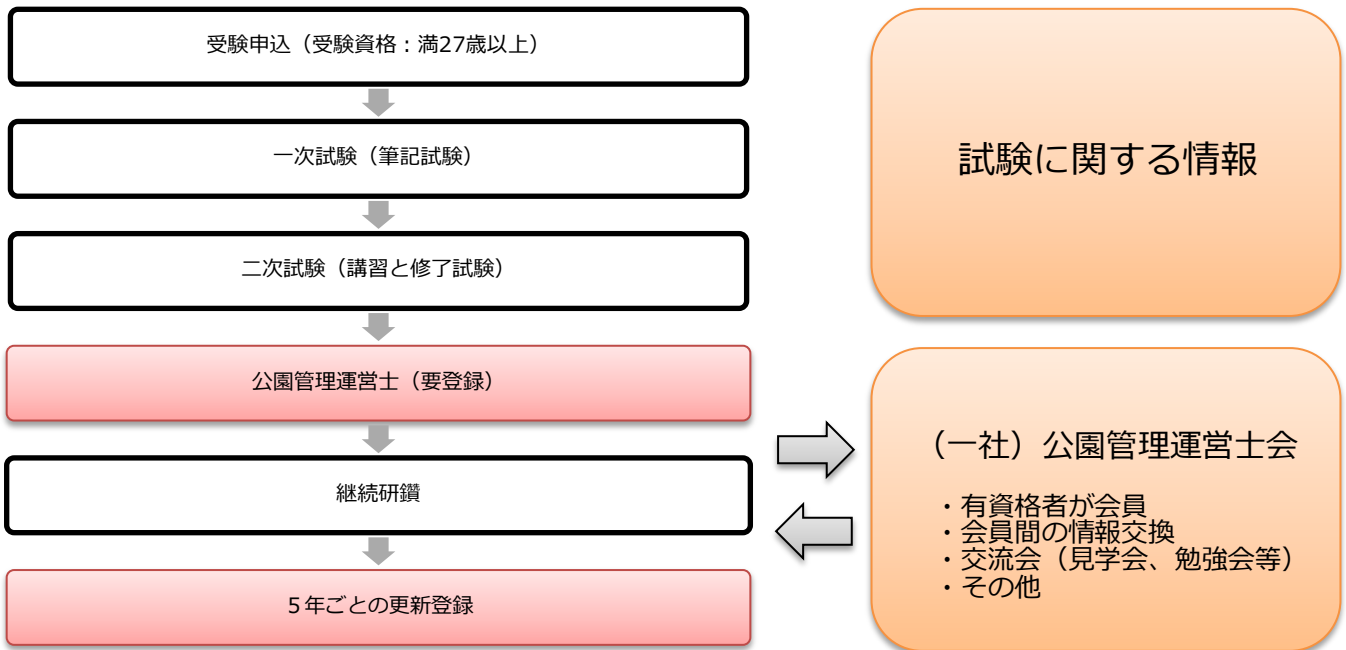 受験申込（受験資格：満27歳以上）
一次試験（筆記試験）
二次試験（講習と修了試験）
公園管理運営士（要登録）
継続研鑽
５年ごとの更新登録
試験に関する情報
（一社）公園管理運営士会
・有資格者が会員
・会員間の情報交換
・交流会（見学会、勉強会等）
・その他